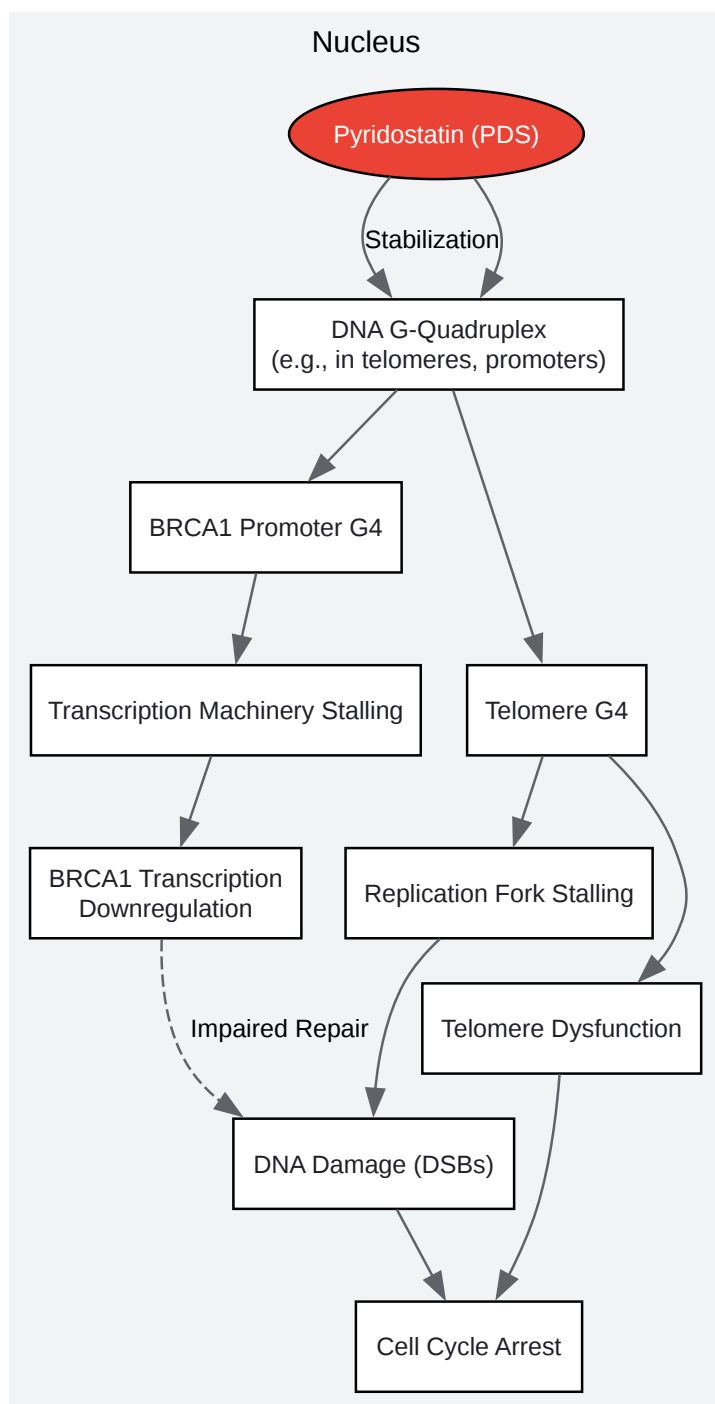 Nucleus
Pyridostatin (PDS)
Stabilization
DNA G-Quadruplex
(e.g., in telomeres, promoters)
BRCA1 Promoter G4
Transcription Machinery Stalling
Telomere G4
BRCA1 Transcription
Downregulation
Replication Fork Stalling
Impaired Repair
Telomere Dysfunction
DNA Damage (DSBs)
Cell Cycle Arrest